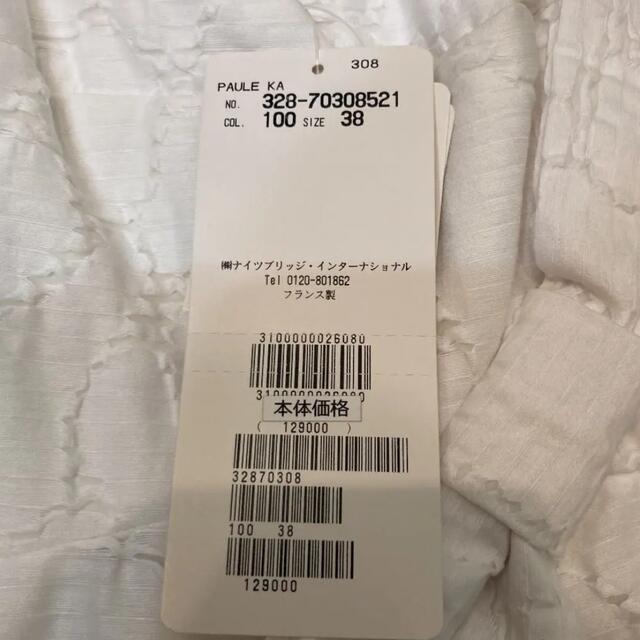 308
PAULE KA
NO. 328-70308521
COL. 100 SIZE 38
㈱ナイツブリッジ・インターナショナル
Tel 0120-801862
フランス製
3100000026080
本体価格
( 129000 )
32870308
100 38
129000